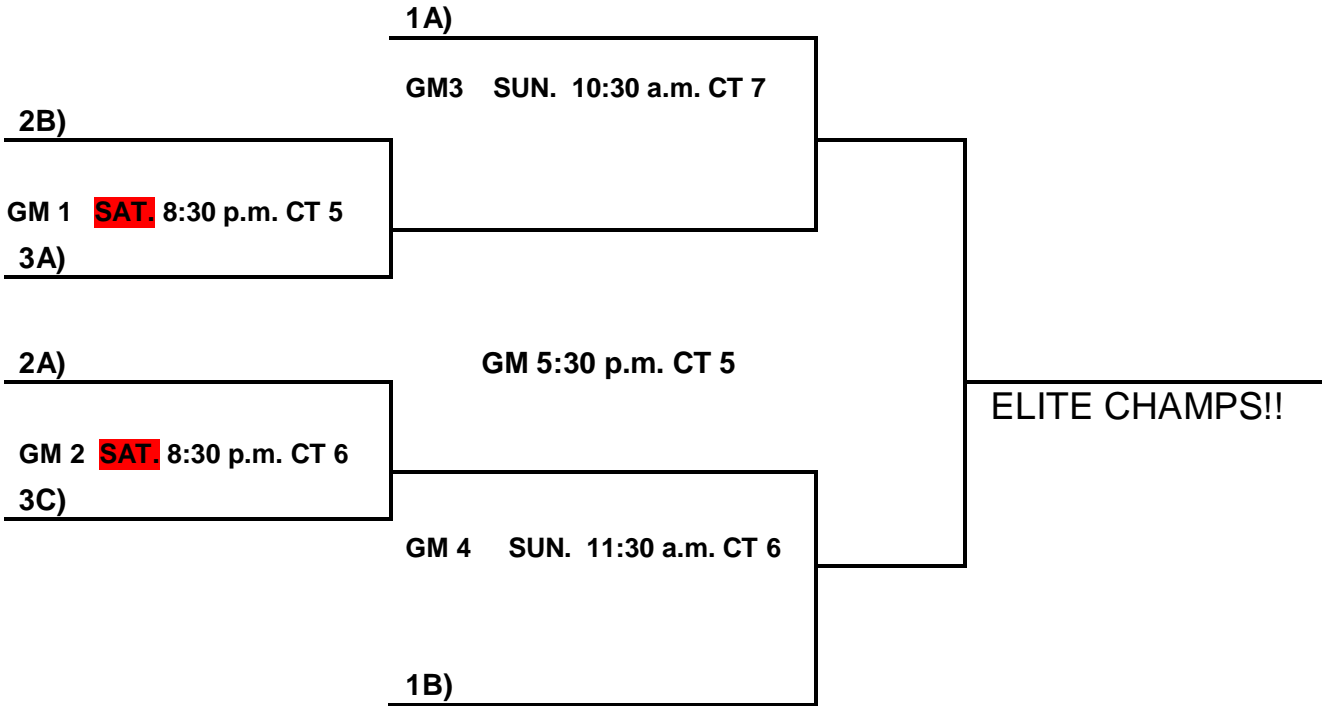 1A)
GM3 SUN. 10:30 a.m. CT 7
2B)
GM 1 SAT. 8:30 p.m. CT 5
3A)
2A)
GM 5:30 p.m. CT 5
ELITE CHAMPS!!
GM 2 SAT. 8:30 p.m. CT 6
3C)
GM 4 SUN. 11:30 a.m. CT 6
1B)